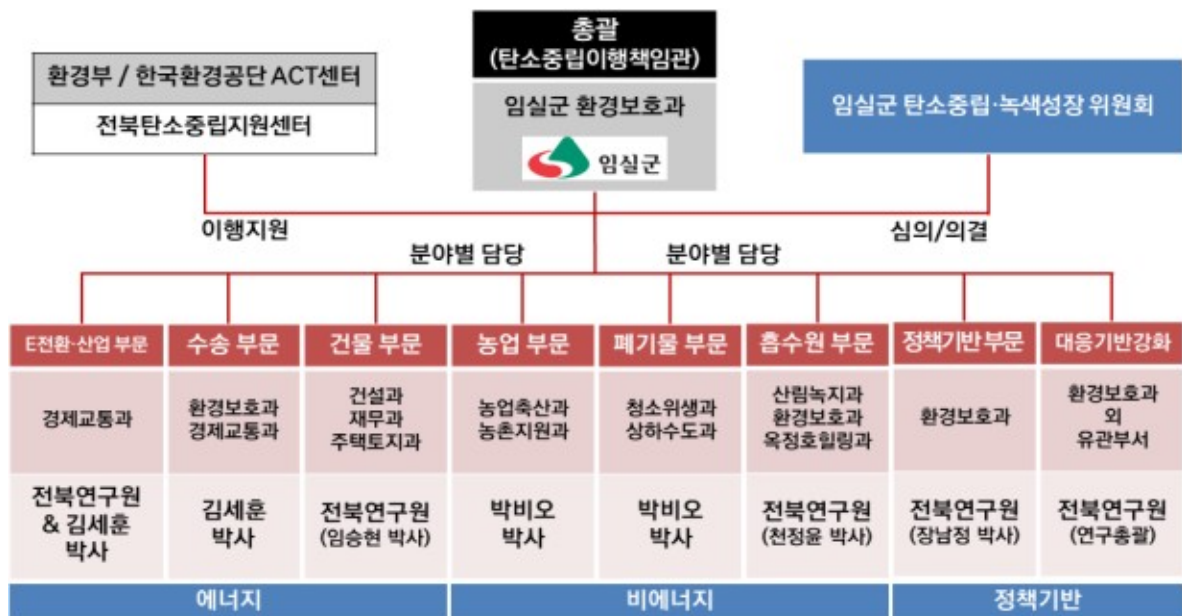 총괄
(탄소중립이행책임관)
임실군 환경보호과
임실군
환경부 / 한국환경공단 ACT센터
전북탄소중립지원센터
임실군 탄소중립·녹색성장 위원회
이행지원
심의/의결
분야별 담당
분야별 담당
E전환·산업 부문
수송 부문
건물 부문
농업 부문
폐기물 부문
흡수원 부문
정책기반 부문
대응기반강화
경제교통과
환경보호과
경제교통과
건설과
재무과
주택토지과
농업축산과
농촌지원과
청소위생과
상하수도과
산림녹지과
환경보호과
옥정호힐링과
환경보호과
환경보호과
외
유관부서
전북연구원
& 김세훈
박사
김세훈
박사
전북연구원
(임승현 박사)
박비오
박사
박비오
박사
전북연구원
(천정윤 박사)
전북연구원
(장남정 박사)
전북연구원
(연구총괄)
에너지
비에너지
정책기반